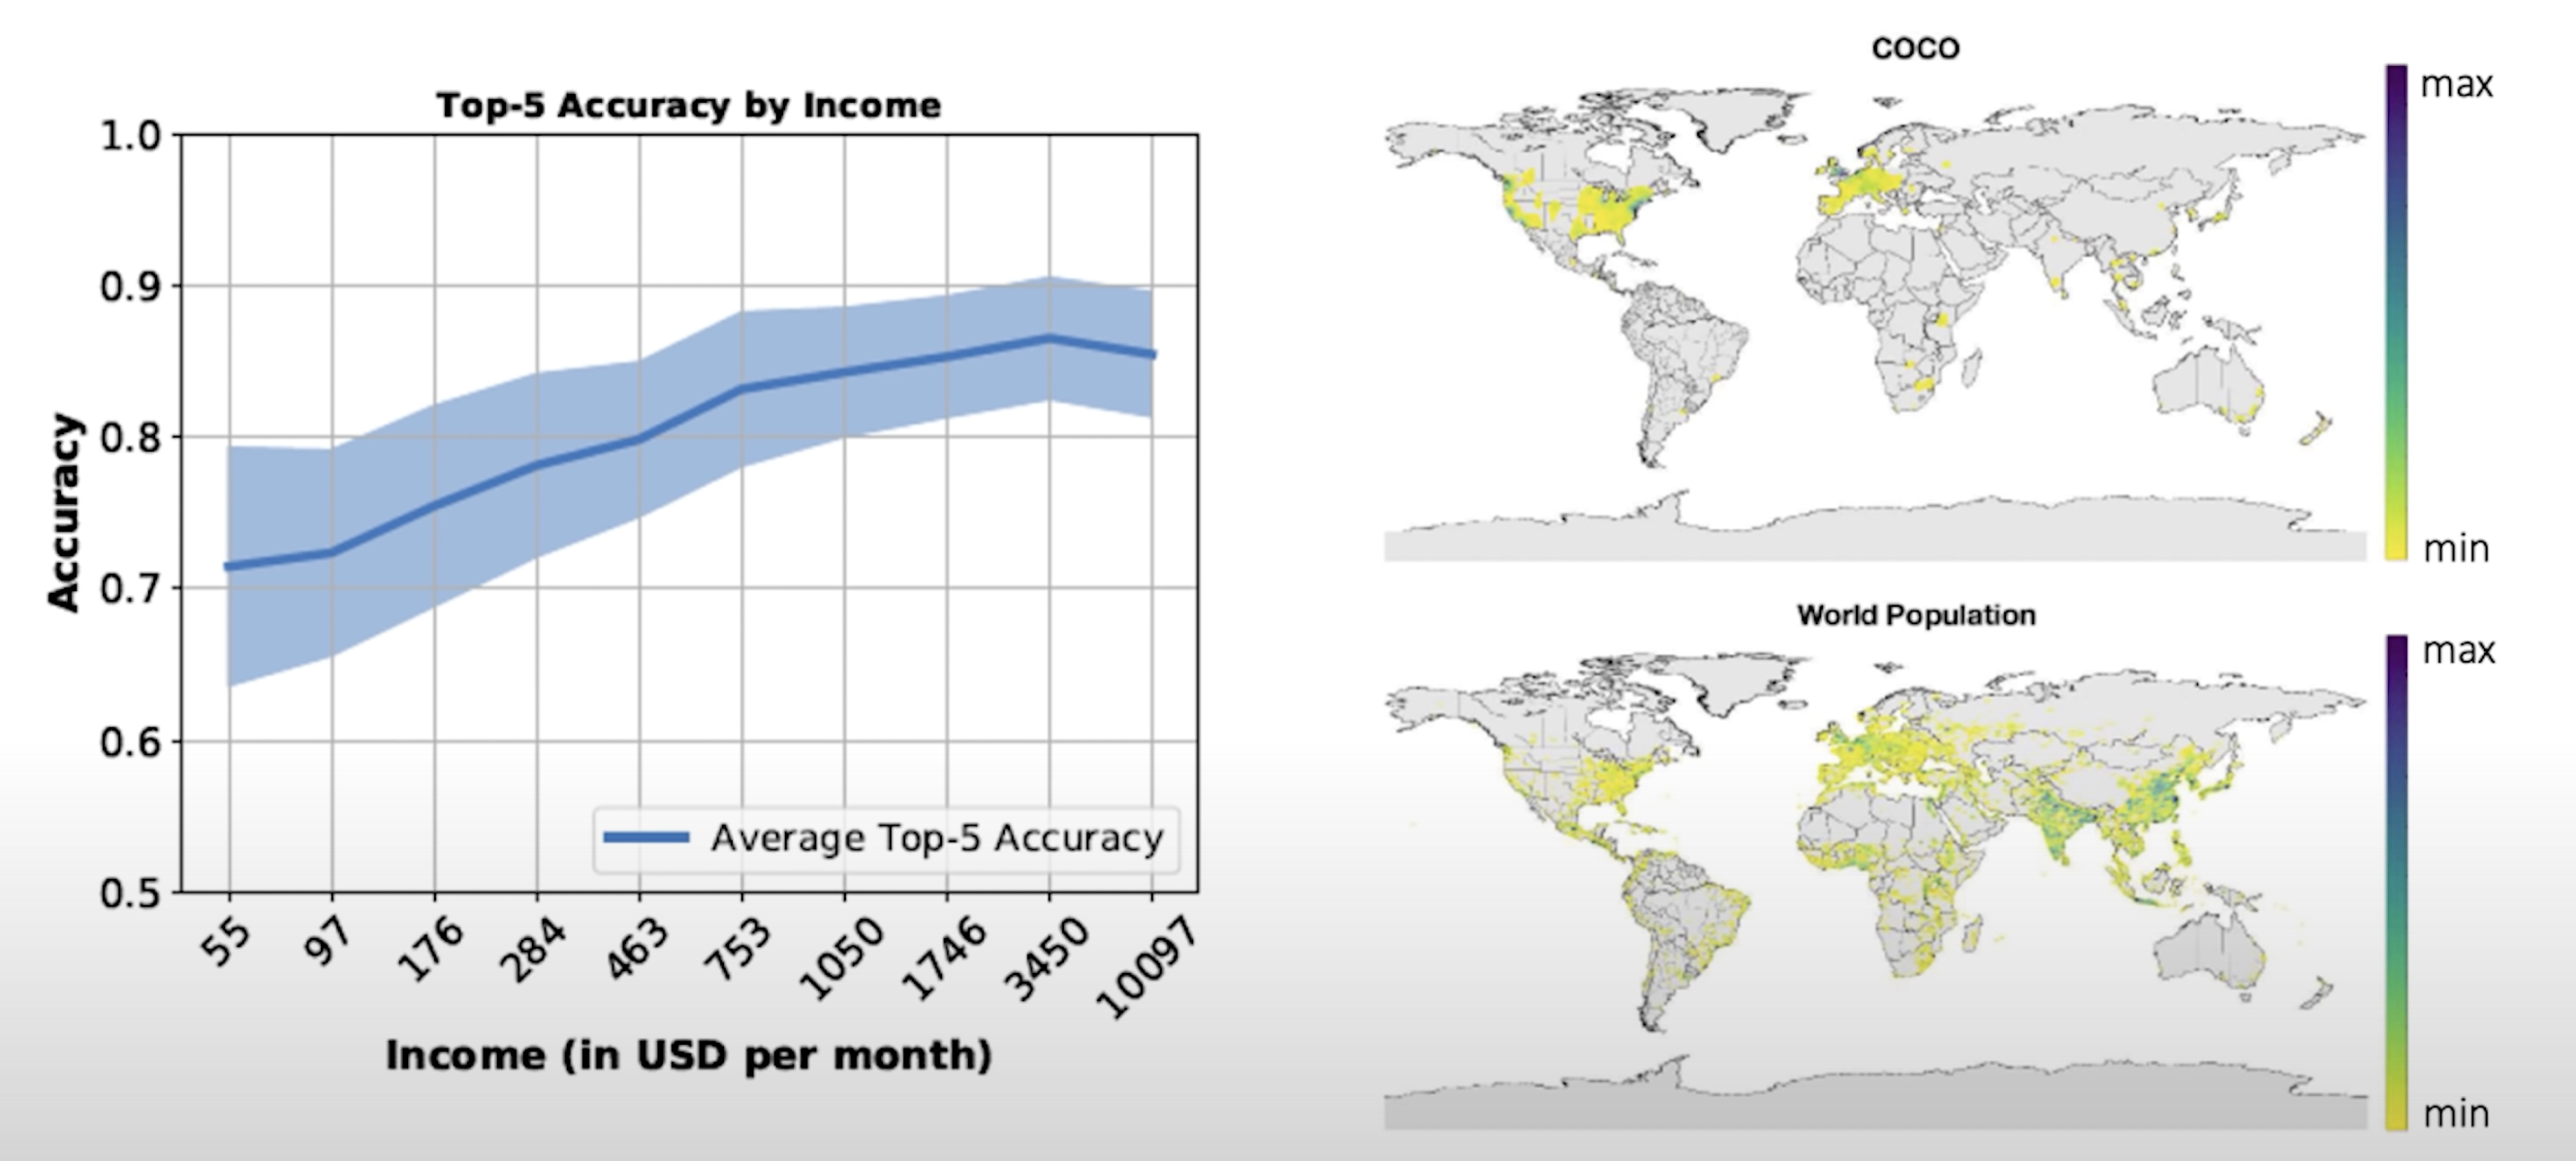 Top-5 Accuracy by Income
1.0
0.9
0.8
0.7
0.6
0.5
Accuracy
Average Top-5 Accuracy
55
97
176
284
463
753
1050
1746
3450
10097
Income (in USD per month)
COCO
max
min
World Population
max
min